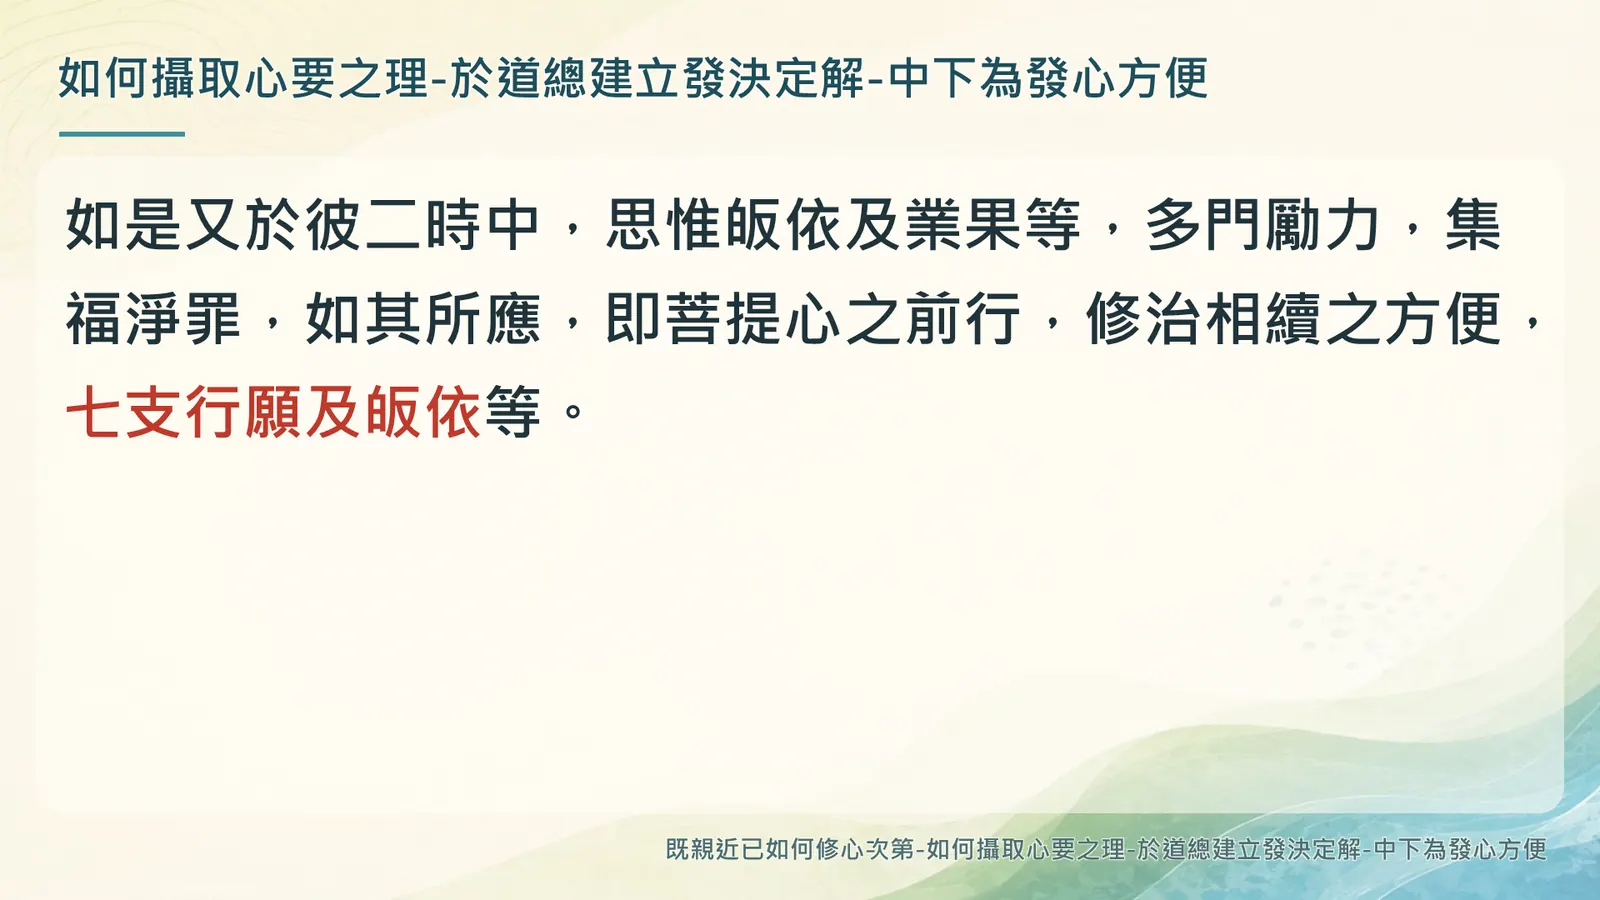 如何攝取心要之理-於道總建立發決定解-中下為發心方便
如是又於彼二時中，思惟皈依及業果等，多門勵力，集
福淨罪，如其所應，即菩提心之前行，修治相續之方便，
七支行願及皈依等。
既親近已如何修心次第-如何攝取心要之理-於道總建立發決定解-中下為發心方便